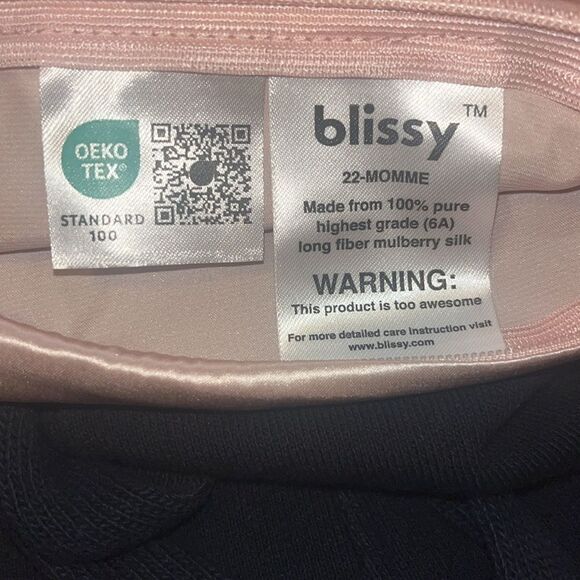 OEKO
TEX®
STANDARD
100
blissy™
22-MOMME
Made from 100% pure
highest grade (6A)
long fiber mulberry silk
WARNING:
This product is too awesome
For more detailed care instruction visit
www.blissy.com